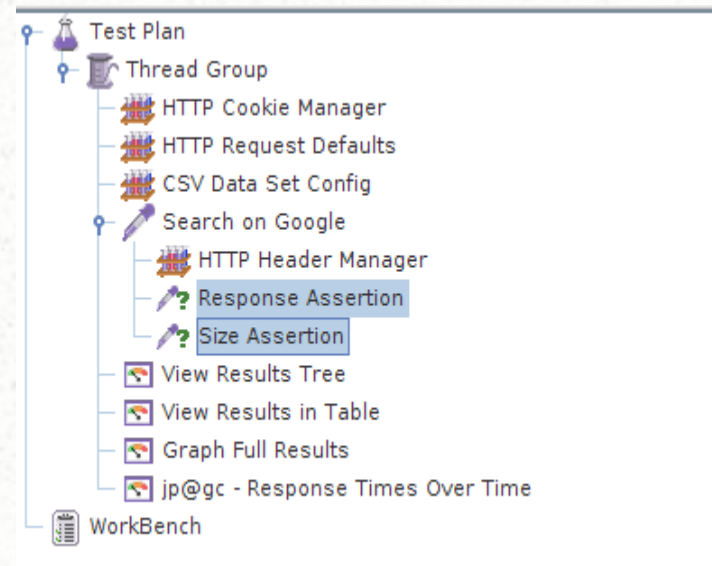 Test Plan
Thread Group
HTTP Cookie Manager
HTTP Request Defaults
CSV Data Set Config
Search on Google
HTTP Header Manager
Response Assertion
Size Assertion
View Results Tree
View Results in Table
Graph Full Results
jp@gc - Response Times Over Time
WorkBench